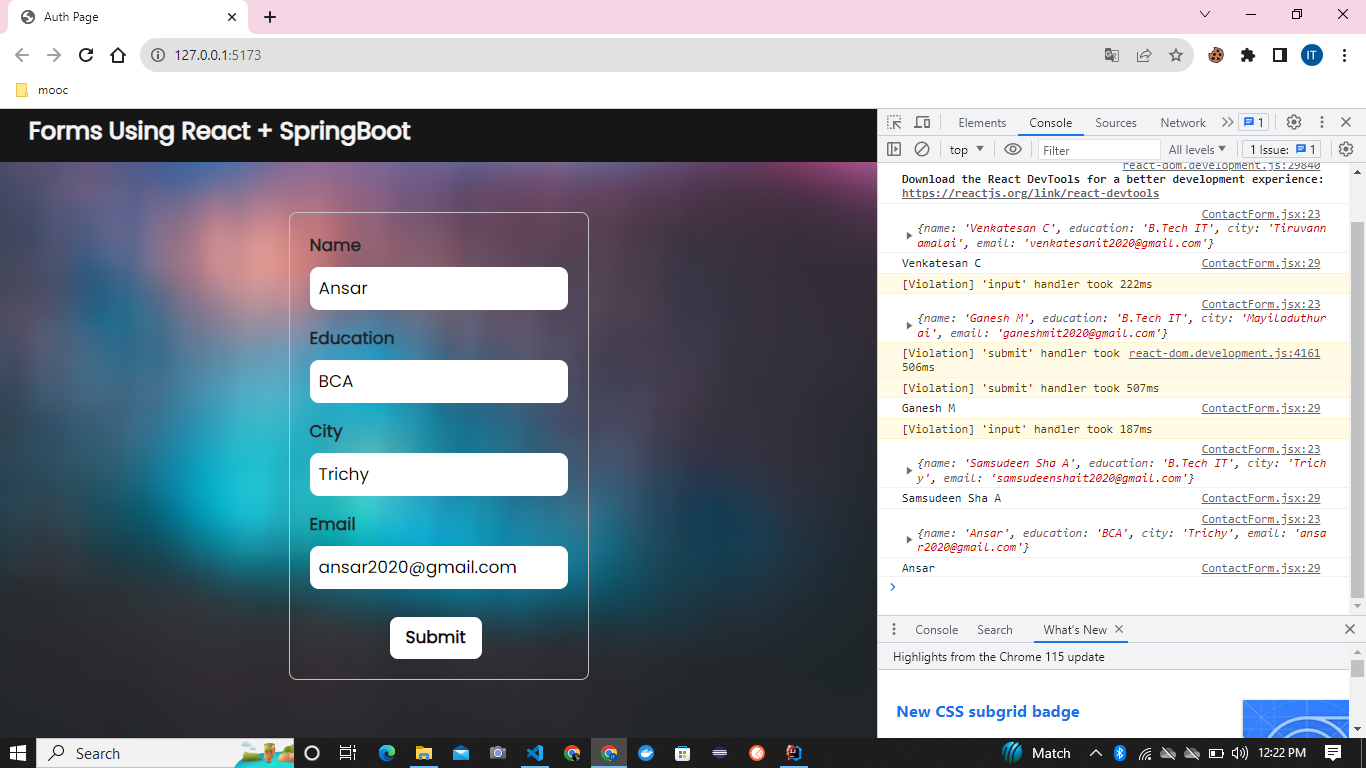 Auth Page
127.0.0.1:5173
IT
mooc
Forms Using React + SpringBoot
Name
Ansar
Education
BCA
City
Trichy
Email
ansar2020@gmail.com
Submit
Elements Console Sources Network 1
top Filter All levels 1 Issue: 1
react-dom.development.js:29840
Download the React DevTools for a better development experience:
https://reactjs.org/link/react-devtools
ContactForm.jsx:23
{name: 'Venkatesan C', education: 'B.Tech IT', city: 'Tiruvann
amalai', email: 'venkatesanit2020@gmail.com'}
Venkatesan C ContactForm.jsx:29
[Violation] 'input' handler took 222ms
ContactForm.jsx:23
{name: 'Ganesh M', education: 'B.Tech IT', city: 'Mayiladuthur
ai', email: 'ganeshmit2020@gmail.com'}
[Violation] 'submit' handler took react-dom.development.js:4161
506ms
[Violation] 'submit' handler took 507ms
Ganesh M ContactForm.jsx:29
[Violation] 'input' handler took 187ms
ContactForm.jsx:23
{name: 'Samsudeen Sha A', education: 'B.Tech IT', city: 'Trich
y', email: 'samsudeenshait2020@gmail.com'}
Samsudeen Sha A ContactForm.jsx:29
ContactForm.jsx:23
{name: 'Ansar', education: 'BCA', city: 'Trichy', email: 'ansa
r2020@gmail.com'}
Ansar ContactForm.jsx:29
Console Search What's New
Highlights from the Chrome 115 update
New CSS subgrid badge
Search
Match
12:22 PM